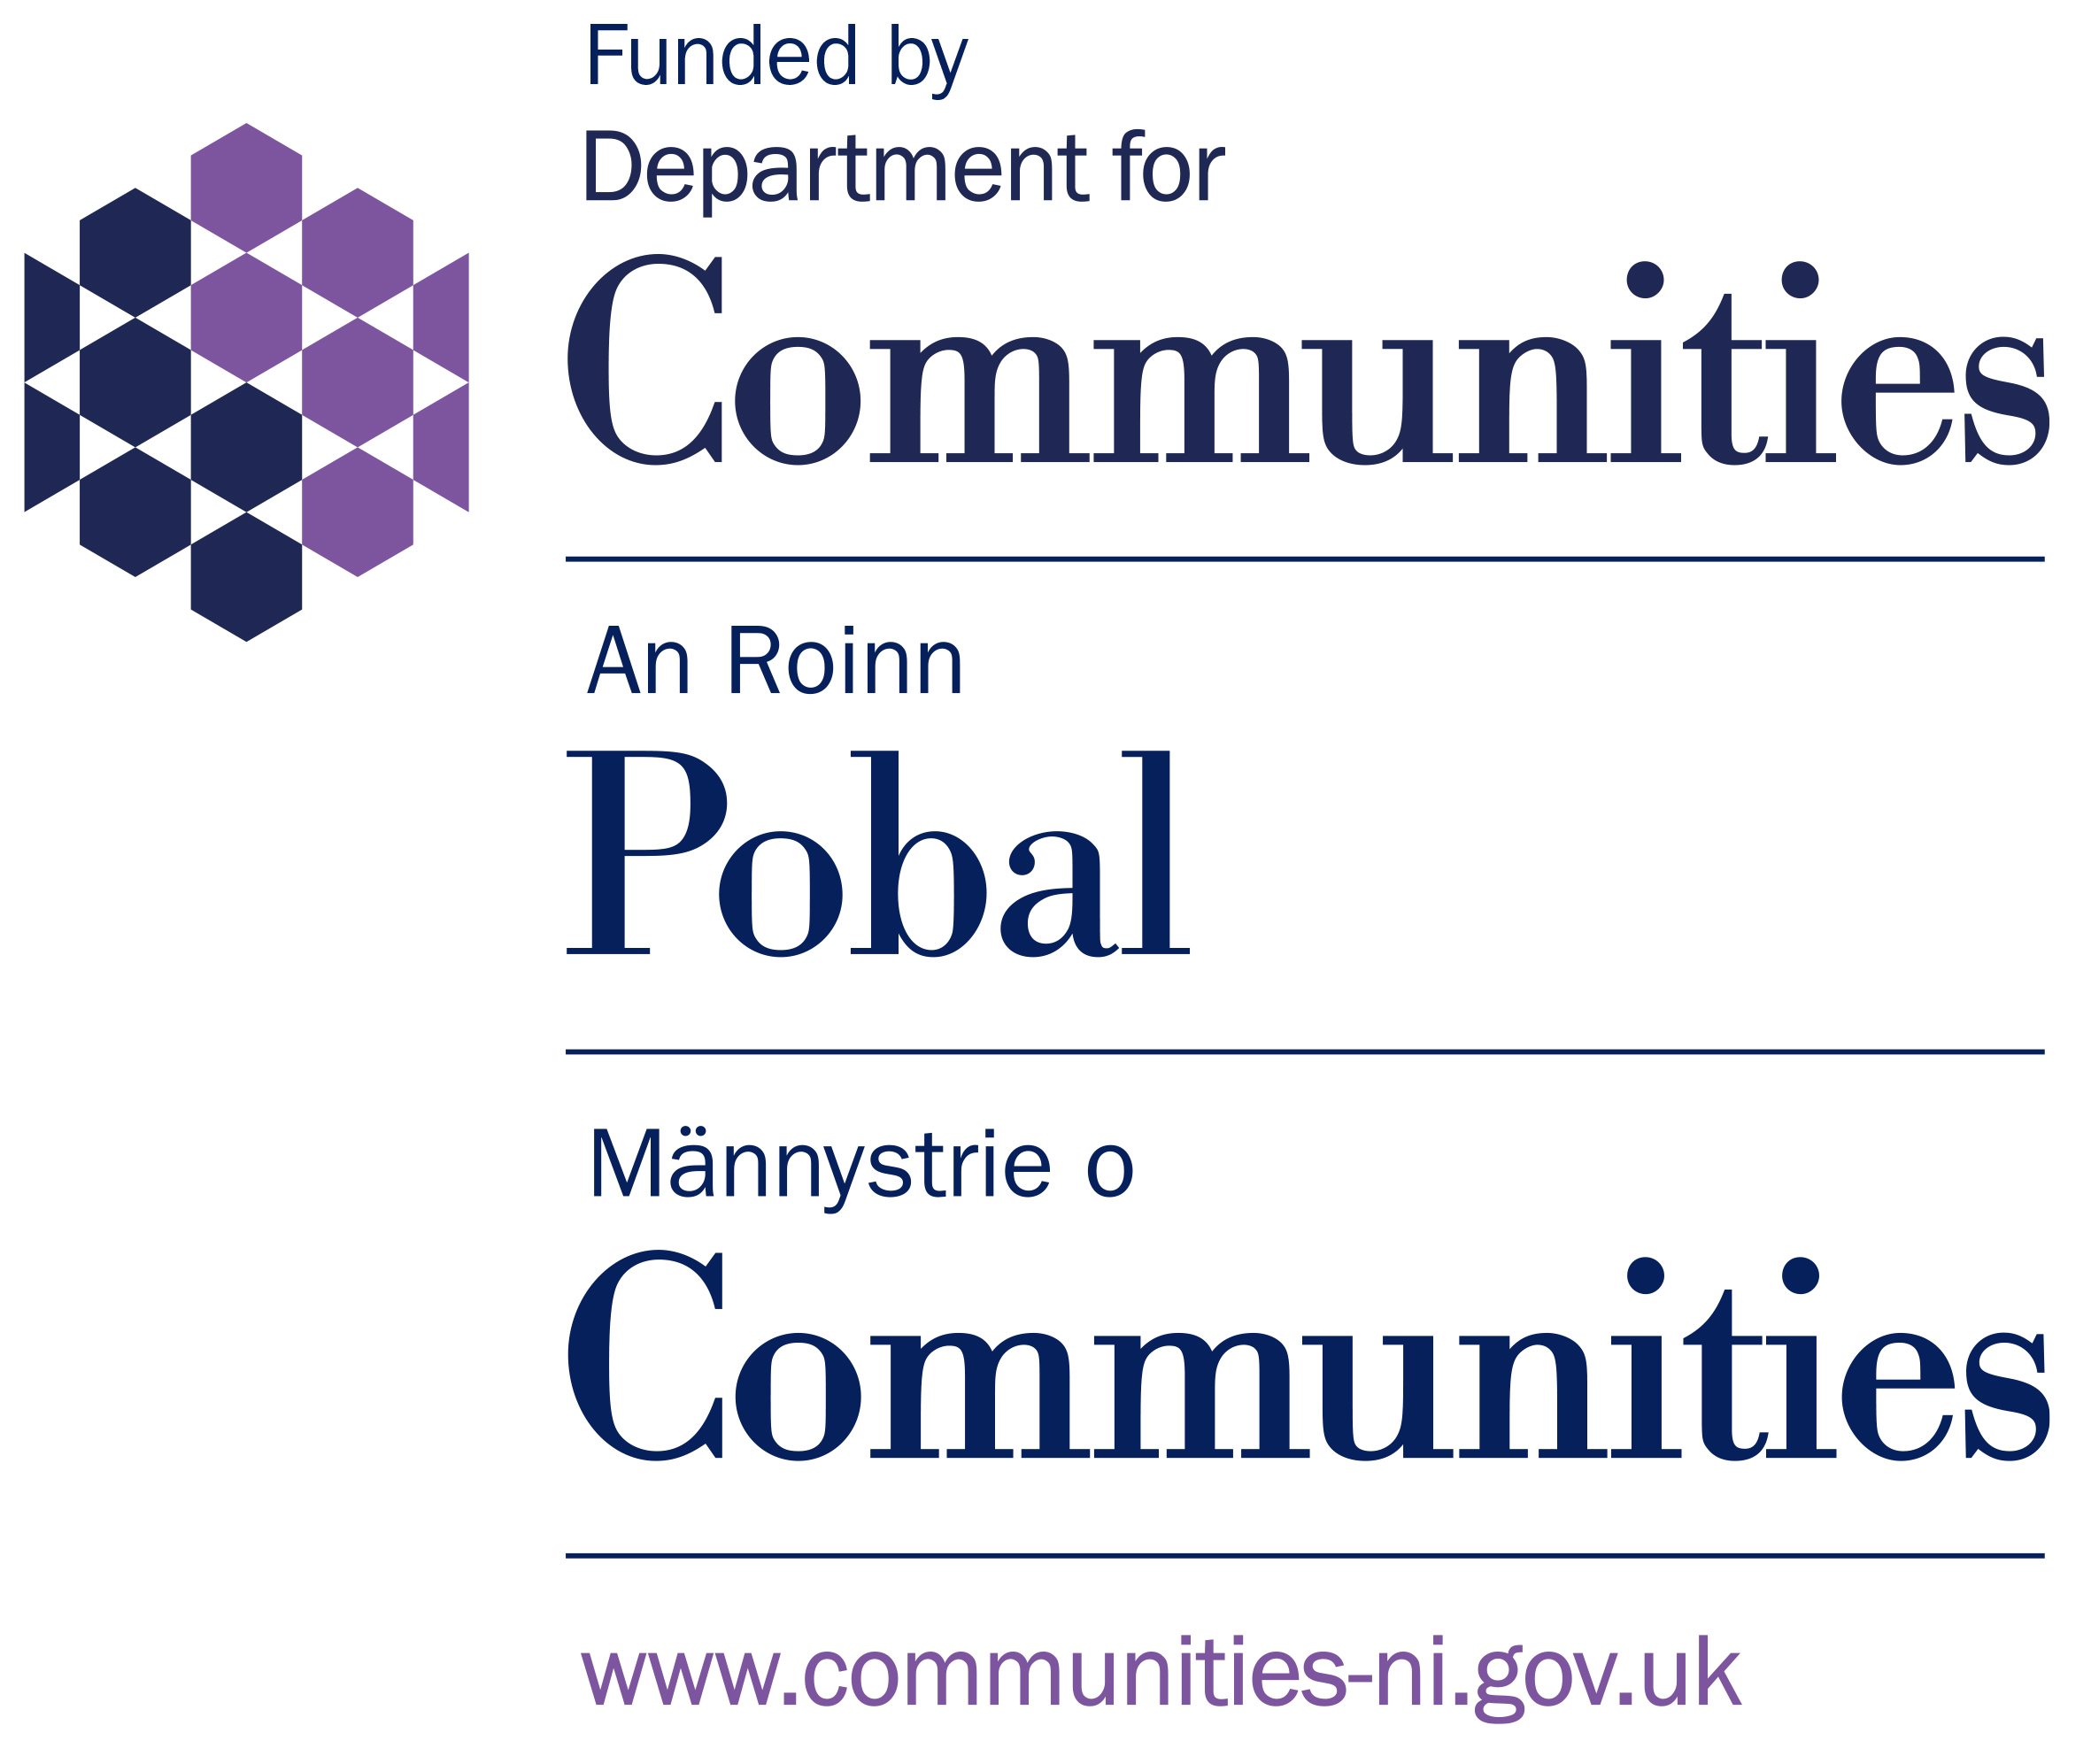 Funded by
Department for
Communities
An Roinn
Pobal
Männystrie o
Communities
www.communities-ni.gov.uk